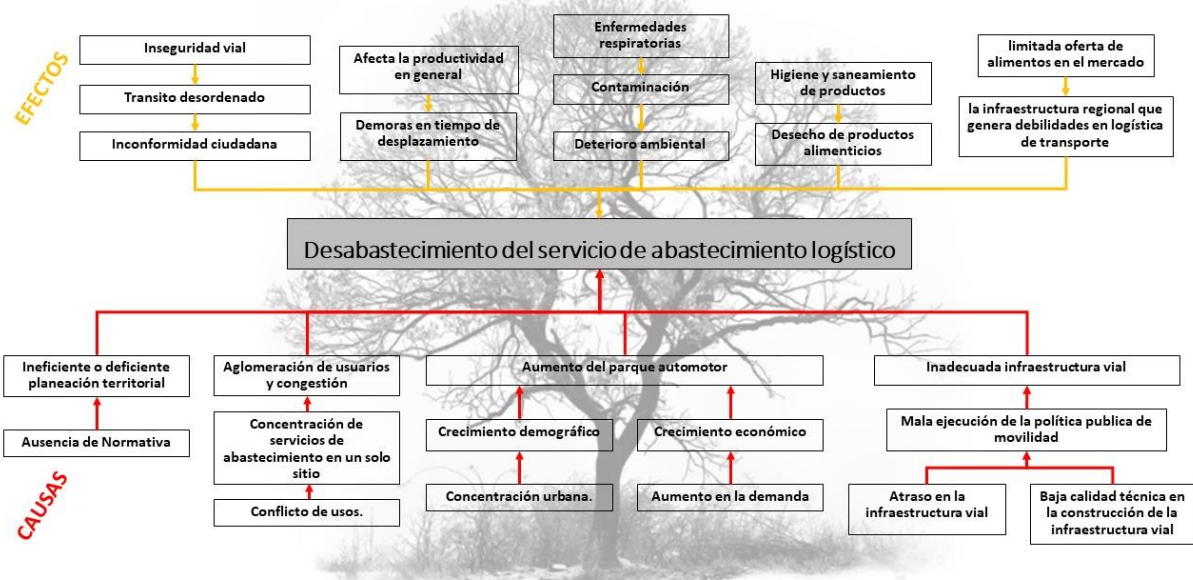 EFECTOS
Inseguridad vial
Transito desordenado
Inconformidad ciudadana
Afecta la productividad
en general
Demoras en tiempo de
desplazamiento
Enfermedades
respiratorias
Contaminación
Deterioro ambiental
Higiene y saneamiento
de productos
Desecho de productos
alimenticios
limitada oferta de
alimentos en el mercado
la infraestructura regional que
genera debilidades en logística
de transporte
Desabastecimiento del servicio de abastecimiento logístico
Ineficiente o deficiente
planeación territorial
Ausencia de Normativa
Aglomeración de usuarios
y congestión
Concentración de
servicios de
abastecimiento en un solo
sitio
Conflicto de usos.
Aumento del parque automotor
Crecimiento demográfico
Concentración urbana.
Crecimiento económico
Aumento en la demanda
Inadecuada infraestructura vial
Mala ejecución de la política publica de
movilidad
Atraso en la
infraestructura vial
Baja calidad técnica en
la construcción de la
infraestructura vial
CAUSAS